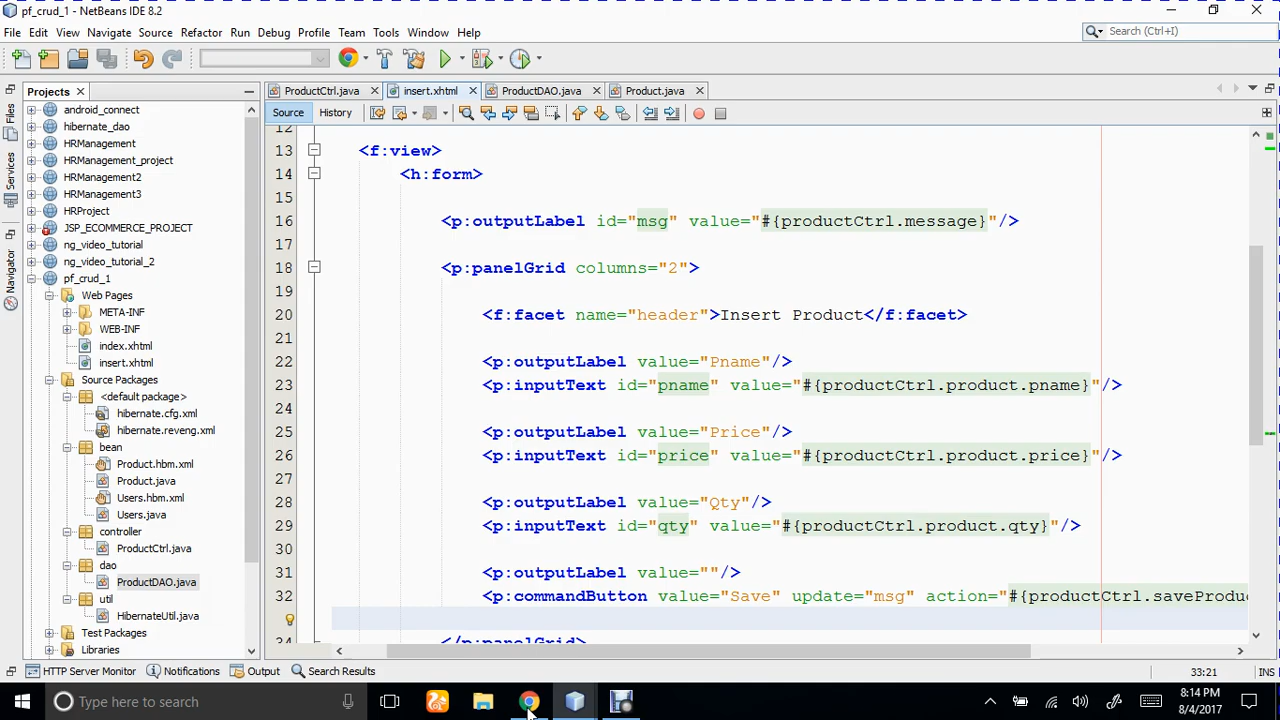 pf_crud_1 - NetBeans IDE 8.2
File Edit View Navigate Source Refactor Run Debug Profile Team Tools Window Help
Search (Ctrl+I)
Files
Services
Navigator
Projects
android_connect
hibernate_dao
HRManagement
HRManagement_project
HRManagement2
HRManagement3
HRProject
JSP_ECOMMERCE_PROJECT
ng_video_tutorial
ng_video_tutorial_2
pf_crud_1
Web Pages
META-INF
WEB-INF
index.xhtml
insert.xhtml
Source Packages
<default package>
hibernate.cfg.xml
hibernate.reveng.xml
bean
Product.hbm.xml
Product.java
Users.hbm.xml
Users.java
controller
ProductCtrl.java
dao
ProductDAO.java
util
HibernateUtil.java
Test Packages
Libraries
ProductCtrl.java insert.xhtml ProductDAO.java Product.java
Source History
12
13 <f:view>
14 <h:form>
15
16 <p:outputLabel id="msg" value="#{productCtrl.message}"/>
17
18 <p:panelGrid columns="2">
19
20 <f:facet name="header">Insert Product</f:facet>
21
22 <p:outputLabel value="Pname"/>
23 <p:inputText id="pname" value="#{productCtrl.product.pname}"/>
24
25 <p:outputLabel value="Price"/>
26 <p:inputText id="price" value="#{productCtrl.product.price}"/>
27
28 <p:outputLabel value="Qty"/>
29 <p:inputText id="qty" value="#{productCtrl.product.qty}"/>
30
31 <p:outputLabel value=""/>
32 <p:commandButton value="Save" update="msg" action="#{productCtrl.saveProduc
34 </p:panelGrid>
HTTP Server Monitor Notifications Output Search Results
33:21 INS
Type here to search
8:14 PM
8/4/2017